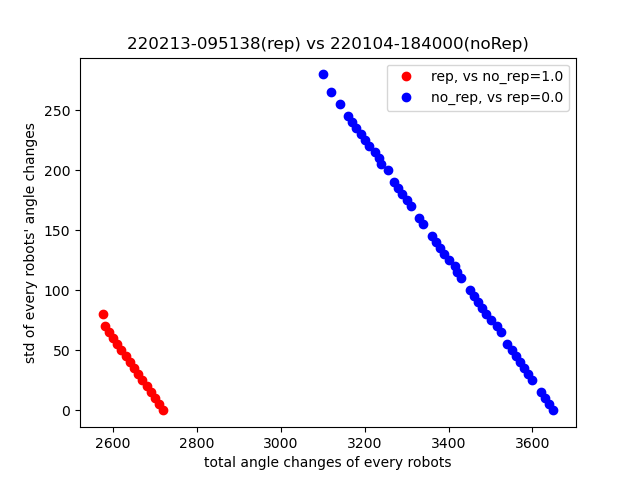 220213-095138(rep) vs 220104-184000(noRep)
rep, vs no_rep=1.0
no_rep, vs rep=0.0
std of every robots' angle changes
250
200
150
100
50
0
2600 2800 3000 3200 3400 3600
total angle changes of every robots